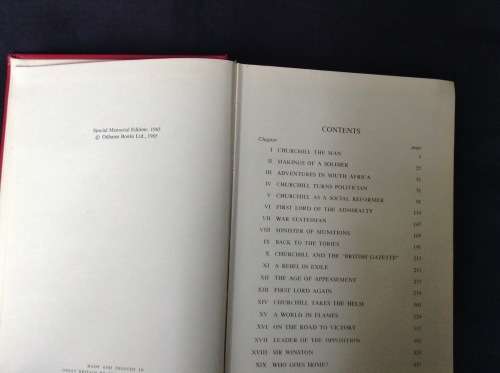 Special Memorial Edition, 1965
© Odhams Books Ltd., 1965
MADE AND PRINTED IN
CONTENTS
Chapter page
I CHURCHILL THE MAN
II MAKINGS OF A SOLDIER
III ADVENTURES IN SOUTH AFRICA
IV CHURCHILL TURNS POLITICIAN
V CHURCHILL AS A SOCIAL REFORMER
VI FIRST LORD OF THE ADMIRALTY
VII WAR STATESMAN
VIII MINISTER OF MUNITIONS
IX BACK TO THE TORIES
X CHURCHILL AND THE "BRITISH GAZETTE"
XI A REBEL IN EXILE
XII THE AGE OF APPEASEMENT
XIII FIRST LORD AGAIN
XIV CHURCHILL TAKES THE HELM
XV A WORLD IN FLAMES
XVI ON THE ROAD TO VICTORY
XVII LEADER OF THE OPPOSITION
XVIII SIR WINSTON
XIX WHO GOES HOME?